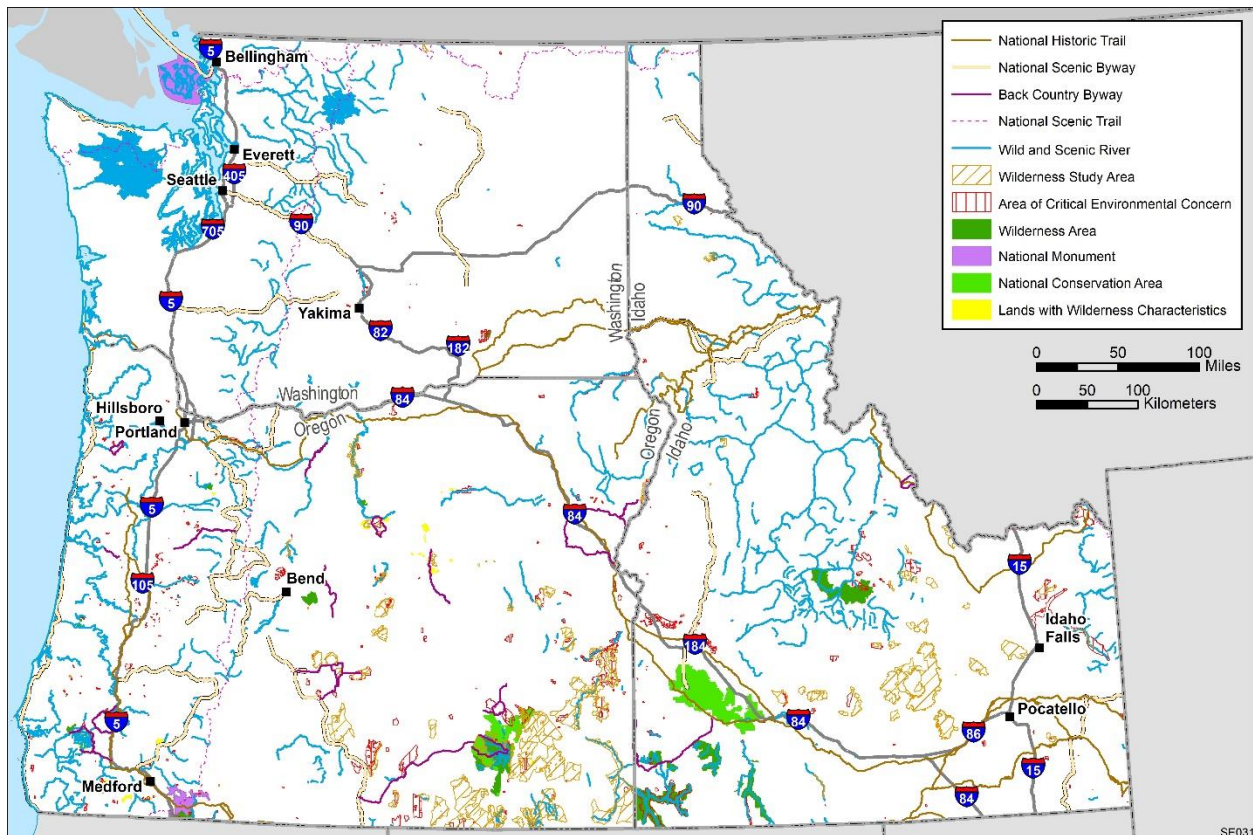 National Historic Trail
National Scenic Byway
Back Country Byway
National Scenic Trail
Wild and Scenic River
Wilderness Study Area
Area of Critical Environmental Concern
Wilderness Area
National Monument
National Conservation Area
Lands with Wilderness Characteristics
0 50 100
Miles
0 50 100
Kilometers
5
Bellingham
Everett
405
Seattle
90
90
705
5
Yakima
82
182
Washington
Idaho
Washington
Oregon
84
Hillsboro
Portland
Oregon
Idaho
5
84
105
Bend
15
Idaho
Falls
184
5
84
86
Pocatello
Medford
84
15